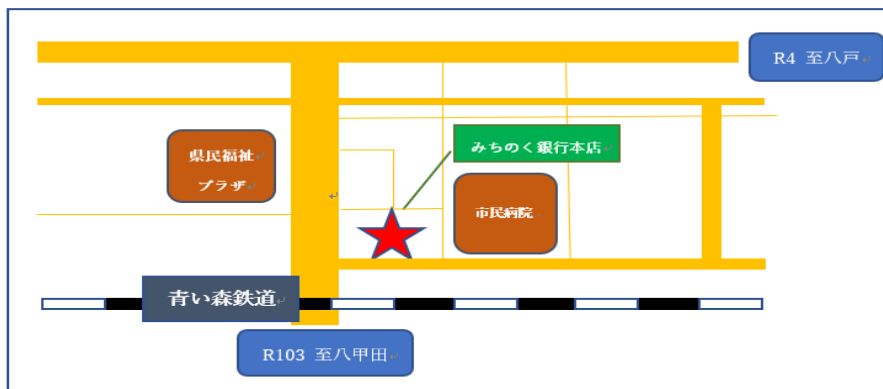 R4 至八戸
みちのく銀行本店
県民福祉
プラザ
市民病院
青い森鉄道
R103 至八甲田